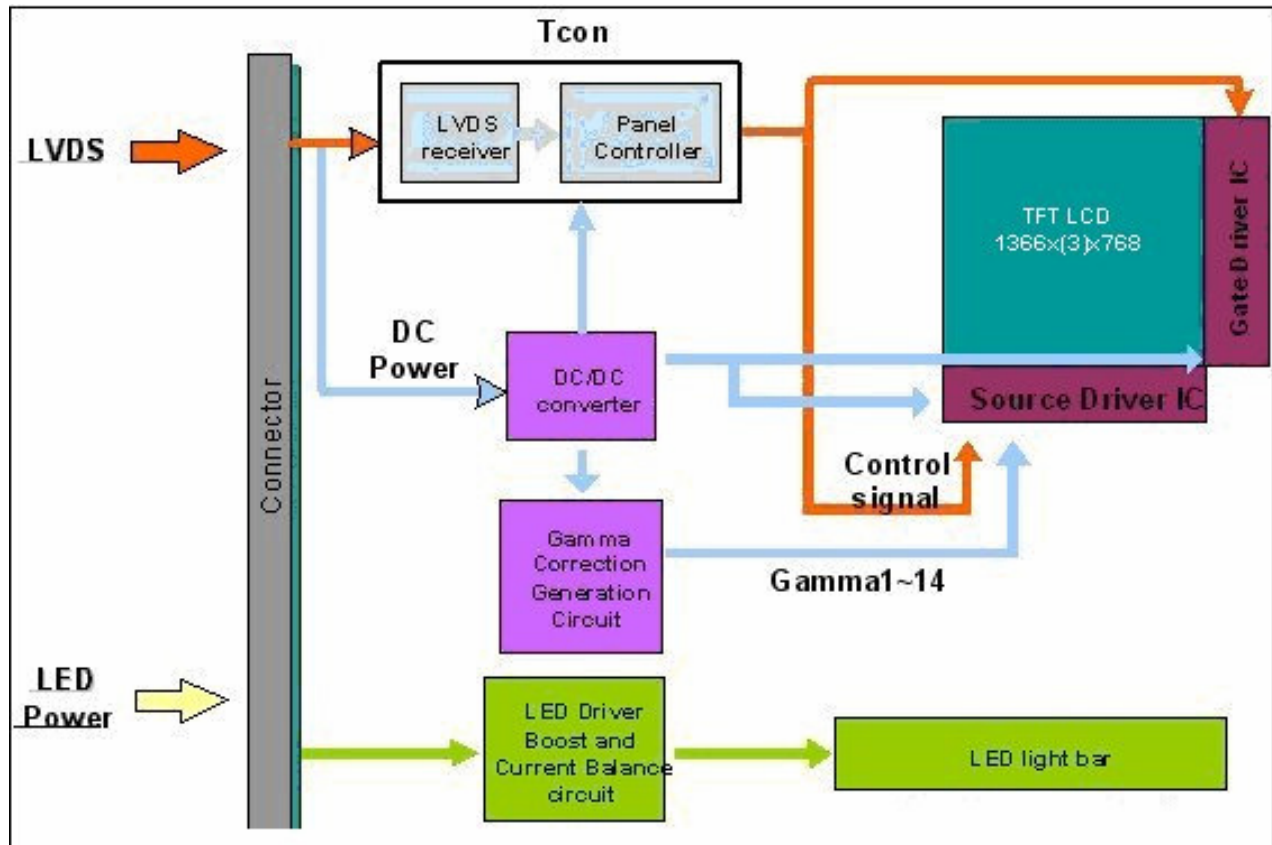 Tcon
LVDS
LVDS
receiver
Panel
Controller
TFT LCD
1366x(3)x768
Gate Driver IC
DC
Power
DC/DC
converter
Source Driver IC
Connector
Control
signal
Gamma
Correction
Generation
Circuit
Gamma1~14
LED
Power
LED Driver
Boost and
Current Balance
circuit
LED light bar